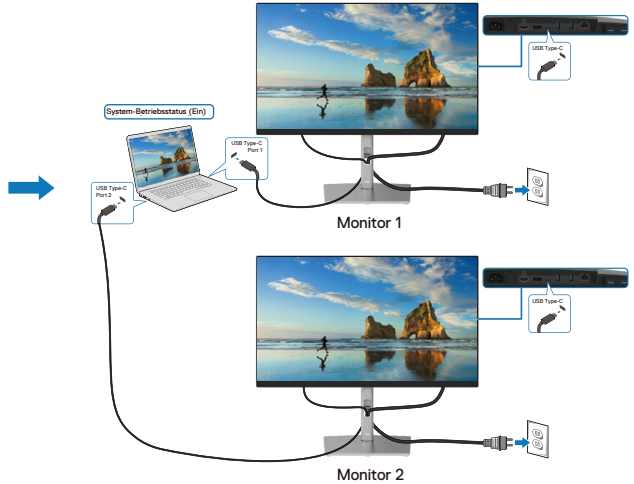 USB Type-C
System-Betriebsstatus (Ein)
USB Type-C
Port 1
USB Type-C
Port 2
Monitor 1
USB Type-C
Monitor 2